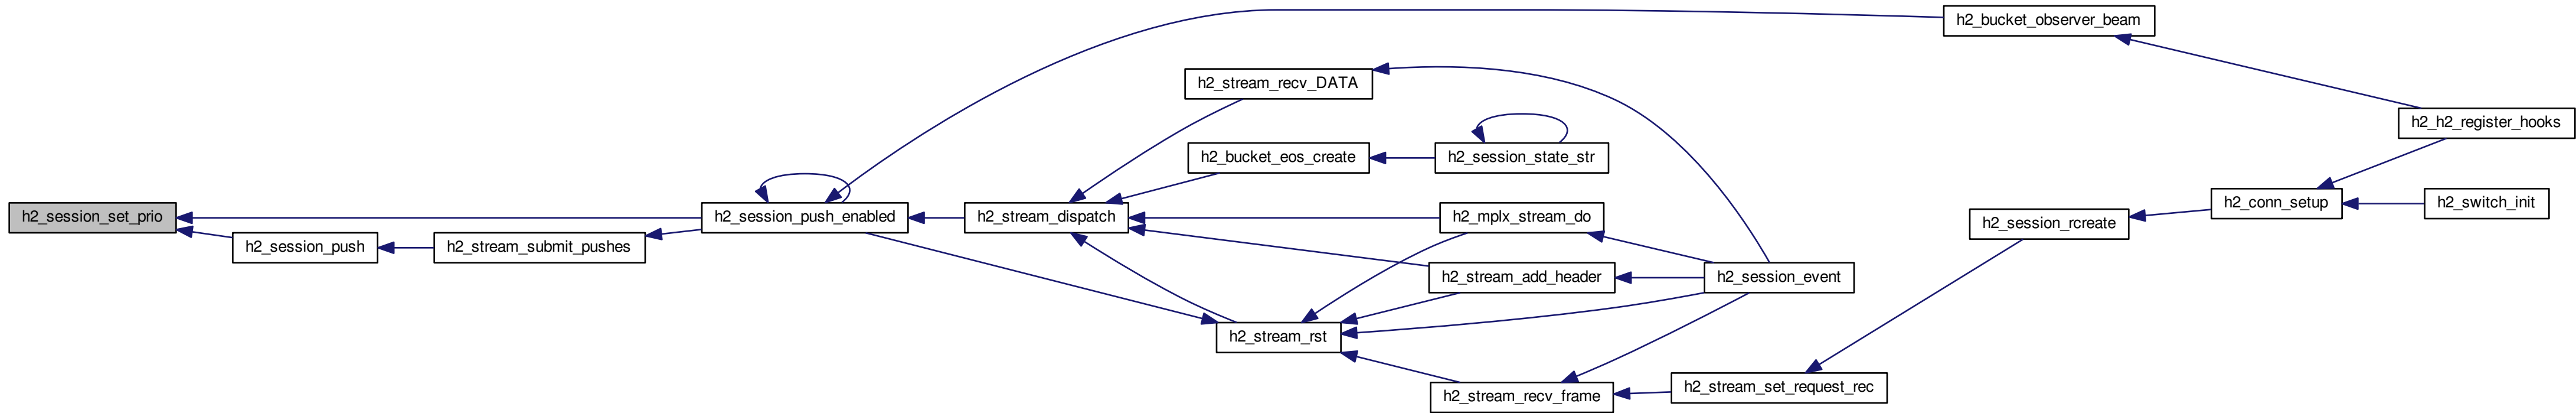 h2_bucket_observer_beam
h2_stream_recv_DATA
h2_h2_register_hooks
h2_bucket_eos_create
h2_session_state_str
h2_session_set_prio
h2_session_push_enabled
h2_stream_dispatch
h2_mplx_stream_do
h2_session_rcreate
h2_conn_setup
h2_switch_init
h2_session_push
h2_stream_submit_pushes
h2_stream_add_header
h2_session_event
h2_stream_rst
h2_stream_recv_frame
h2_stream_set_request_rec